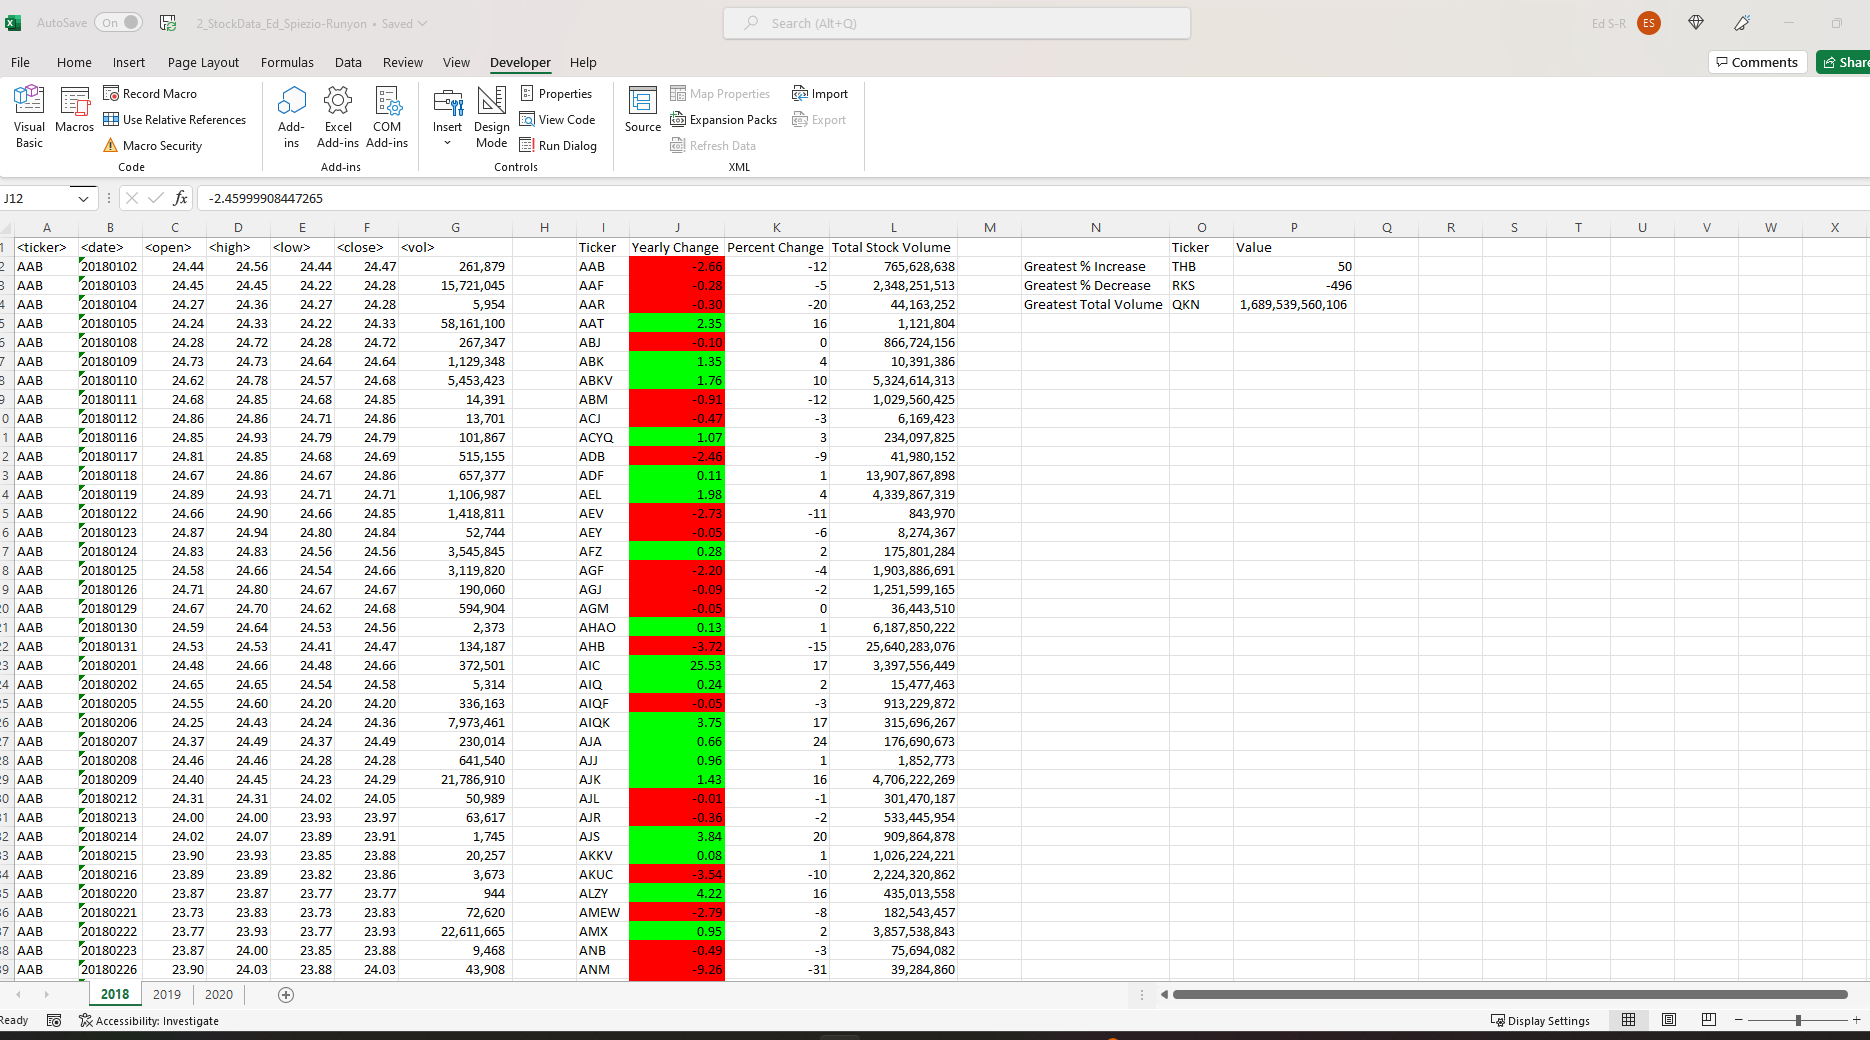 AutoSave On 2_StockData_Ed_Spiezio-Runyon • Saved Search (Alt+Q) Ed S-R ES
File Home Insert Page Layout Formulas Data Review View Developer Help Comments Share
Visual Basic Macros Record Macro Use Relative References Macro Security Code
Add-ins Excel Add-ins COM Add-ins Add-ins
Insert Design Mode Properties View Code Run Dialog Controls
Source Map Properties Expansion Packs Refresh Data Import Export XML
J12 fx -2.45999908447265
A B C D E F G H I J K L M N O P Q R S T U V W X
1 <ticker> <date> <open> <high> <low> <close> <vol> Ticker Yearly Change Percent Change Total Stock Volume Ticker Value
2 AAB 20180102 24.44 24.56 24.44 24.47 261,879 AAB -2.66 -12 765,628,638 Greatest % Increase THB 50
3 AAB 20180103 24.45 24.45 24.22 24.28 15,721,045 AAF -0.28 -5 2,348,251,513 Greatest % Decrease RKS -496
4 AAB 20180104 24.27 24.36 24.27 24.28 5,954 AAR -0.30 -20 44,163,252 Greatest Total Volume QKN 1,689,539,560,106
5 AAB 20180105 24.24 24.33 24.22 24.33 58,161,100 AAT 2.35 16 1,121,804
6 AAB 20180108 24.28 24.72 24.28 24.72 267,347 ABJ -0.10 0 866,724,156
7 AAB 20180109 24.73 24.73 24.64 24.64 1,129,348 ABK 1.35 4 10,391,386
8 AAB 20180110 24.62 24.78 24.57 24.68 5,453,423 ABKV 1.76 10 5,324,614,313
9 AAB 20180111 24.68 24.85 24.68 24.85 14,391 ABM -0.91 -12 1,029,560,425
0 AAB 20180112 24.86 24.86 24.71 24.86 13,701 ACJ -0.47 -3 6,169,423
1 AAB 20180116 24.85 24.93 24.79 24.79 101,867 ACYQ 1.07 3 234,097,825
2 AAB 20180117 24.81 24.85 24.68 24.69 515,155 ADB -2.46 -9 41,980,152
3 AAB 20180118 24.67 24.86 24.67 24.86 657,377 ADF 0.11 1 13,907,867,898
4 AAB 20180119 24.89 24.93 24.71 24.71 1,106,987 AEL 1.98 4 4,339,867,319
5 AAB 20180122 24.66 24.90 24.66 24.85 1,418,811 AEV -2.73 -11 843,970
6 AAB 20180123 24.87 24.94 24.80 24.84 52,744 AEY -0.05 -6 8,274,367
7 AAB 20180124 24.83 24.83 24.56 24.56 3,545,845 AFZ 0.28 2 175,801,284
8 AAB 20180125 24.58 24.66 24.54 24.66 3,119,820 AGF -2.20 -4 1,903,886,691
9 AAB 20180126 24.71 24.80 24.67 24.67 190,060 AGJ -0.09 -2 1,251,599,165
20 AAB 20180129 24.67 24.70 24.62 24.68 594,904 AGM -0.05 0 36,443,510
21 AAB 20180130 24.59 24.64 24.53 24.56 2,373 AHAO 0.13 1 6,187,850,222
22 AAB 20180131 24.53 24.53 24.41 24.47 134,187 AHB -3.72 -15 25,640,283,076
23 AAB 20180201 24.48 24.66 24.48 24.66 372,501 AIC 25.53 17 3,397,556,449
24 AAB 20180202 24.65 24.65 24.54 24.58 5,314 AIQ 0.24 2 15,477,463
25 AAB 20180205 24.55 24.60 24.20 24.20 336,163 AIQF -0.05 -3 913,229,872
26 AAB 20180206 24.25 24.43 24.24 24.36 7,973,461 AIQK 3.75 17 315,696,267
27 AAB 20180207 24.37 24.49 24.37 24.49 230,014 AJA 0.66 24 176,690,673
28 AAB 20180208 24.46 24.46 24.28 24.28 641,540 AJJ 0.96 1 1,852,773
29 AAB 20180209 24.40 24.45 24.23 24.29 21,786,910 AJK 1.43 16 4,706,222,269
30 AAB 20180212 24.31 24.31 24.02 24.05 50,989 AJL -0.01 -1 301,470,187
31 AAB 20180213 24.00 24.00 23.93 23.97 63,617 AJR -0.36 -2 533,445,954
32 AAB 20180214 24.02 24.07 23.89 23.91 1,745 AJS 3.84 20 909,864,878
33 AAB 20180215 23.90 23.93 23.85 23.88 20,257 AKKV 0.08 1 1,026,224,221
34 AAB 20180216 23.89 23.89 23.82 23.86 3,673 AKUC -3.54 -10 2,224,320,862
35 AAB 20180220 23.87 23.87 23.77 23.77 944 ALZY 4.22 16 435,013,558
36 AAB 20180221 23.73 23.83 23.73 23.83 72,620 AMEW -2.79 -8 182,543,457
37 AAB 20180222 23.77 23.93 23.77 23.93 22,611,665 AMX 0.95 2 3,857,538,843
38 AAB 20180223 23.87 24.00 23.85 23.88 9,468 ANB -0.49 -3 75,694,082
39 AAB 20180226 23.90 24.03 23.88 24.03 43,908 ANM -9.26 -31 39,284,860
2018 2019 2020
Ready Accessibility: Investigate Display Settings